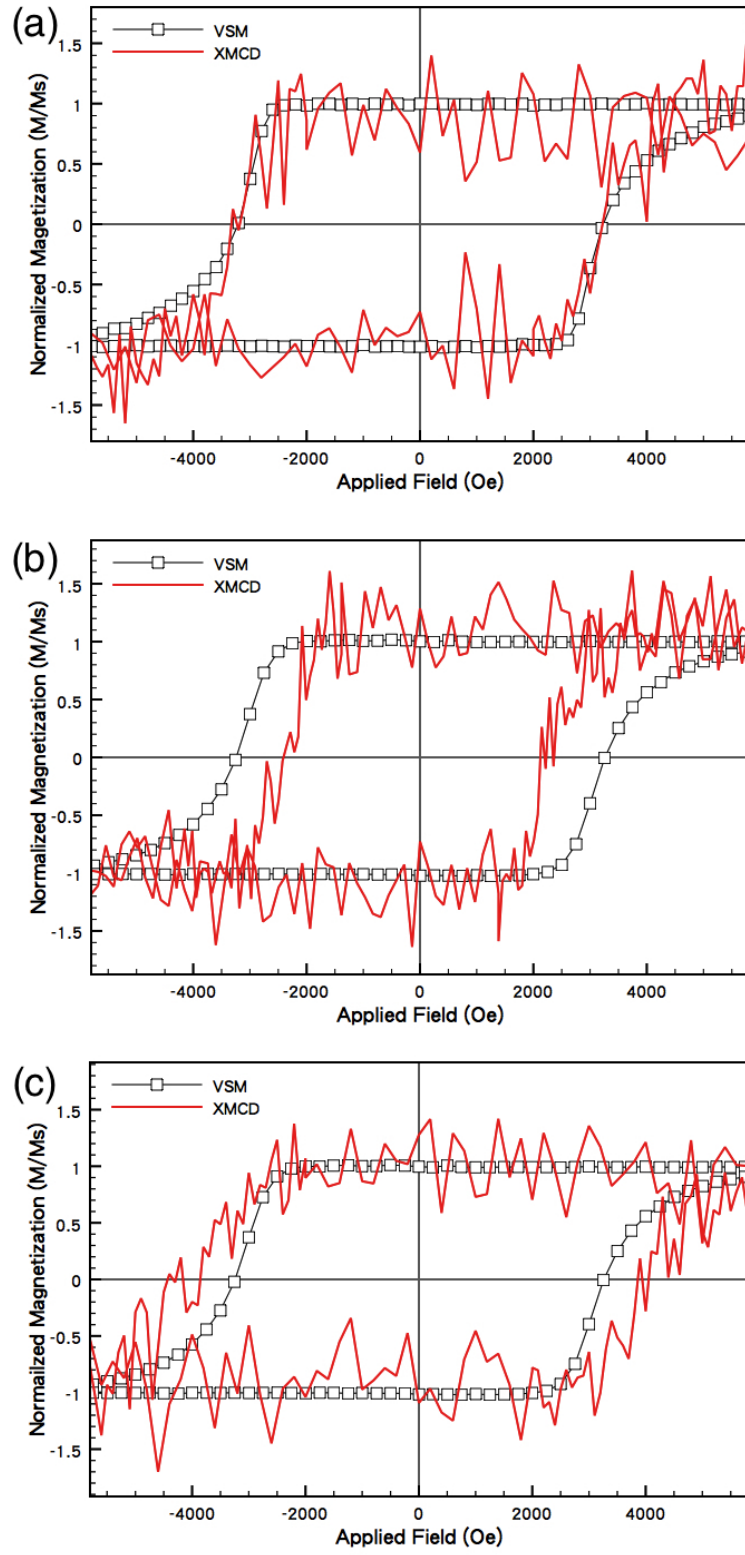 (a)
VSM
XMCD
1.5
1
0.5
0
-0.5
-1
-1.5
Normalized Magetization (M/Ms)
-4000 -2000 0 2000 4000
Applied Field (Oe)
(b)
VSM
XMCD
1.5
1
0.5
0
-0.5
-1
-1.5
Normalized Magnetization (M/Ms)
-4000 -2000 0 2000 4000
Applied Field (Oe)
(c)
VSM
XMCD
1.5
1
0.5
0
-0.5
-1
-1.5
Normalized Magnetization (M/Ms)
-4000 -2000 0 2000 4000
Applied Field (Oe)